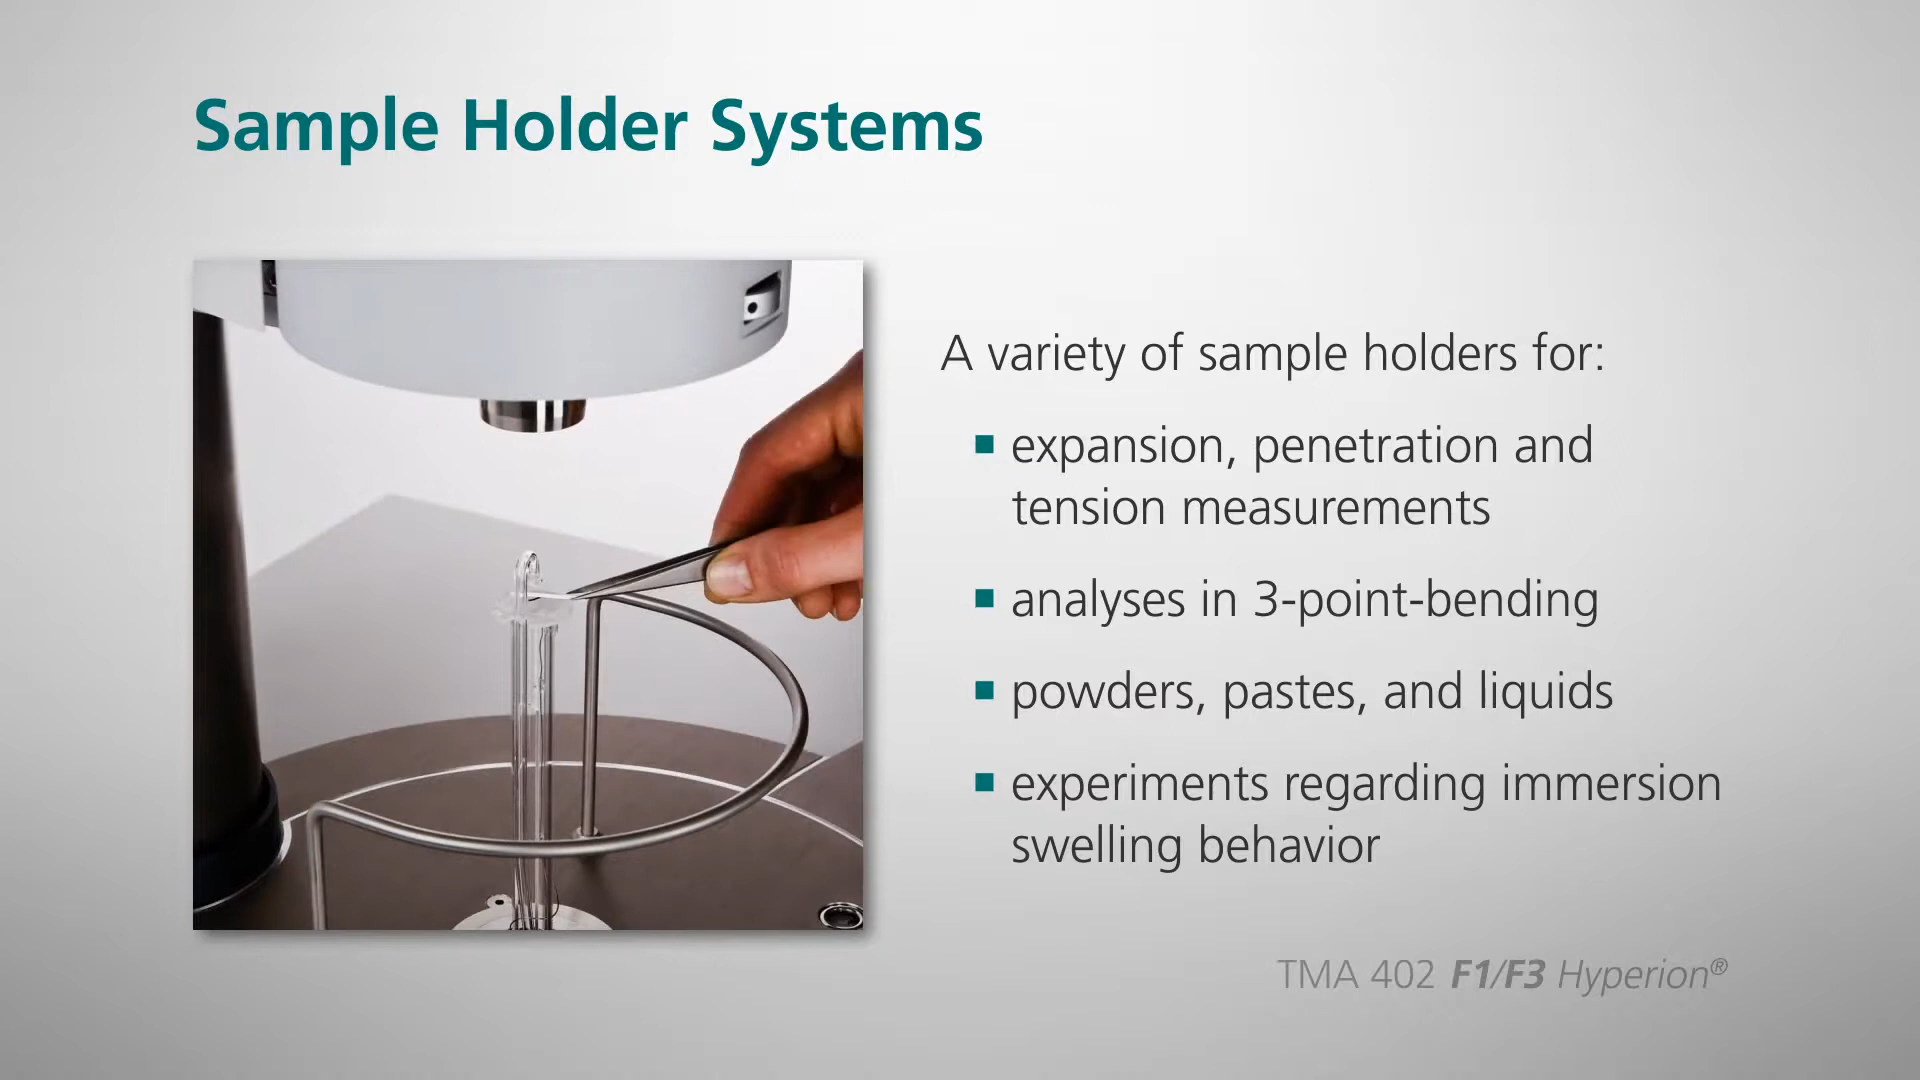 Sample Holder Systems
A variety of sample holders for:
■ expansion, penetration and
tension measurements
■ analyses in 3-point-bending
■ powders, pastes, and liquids
■ experiments regarding immersion
swelling behavior
TMA 402 F1/F3 Hyperion®